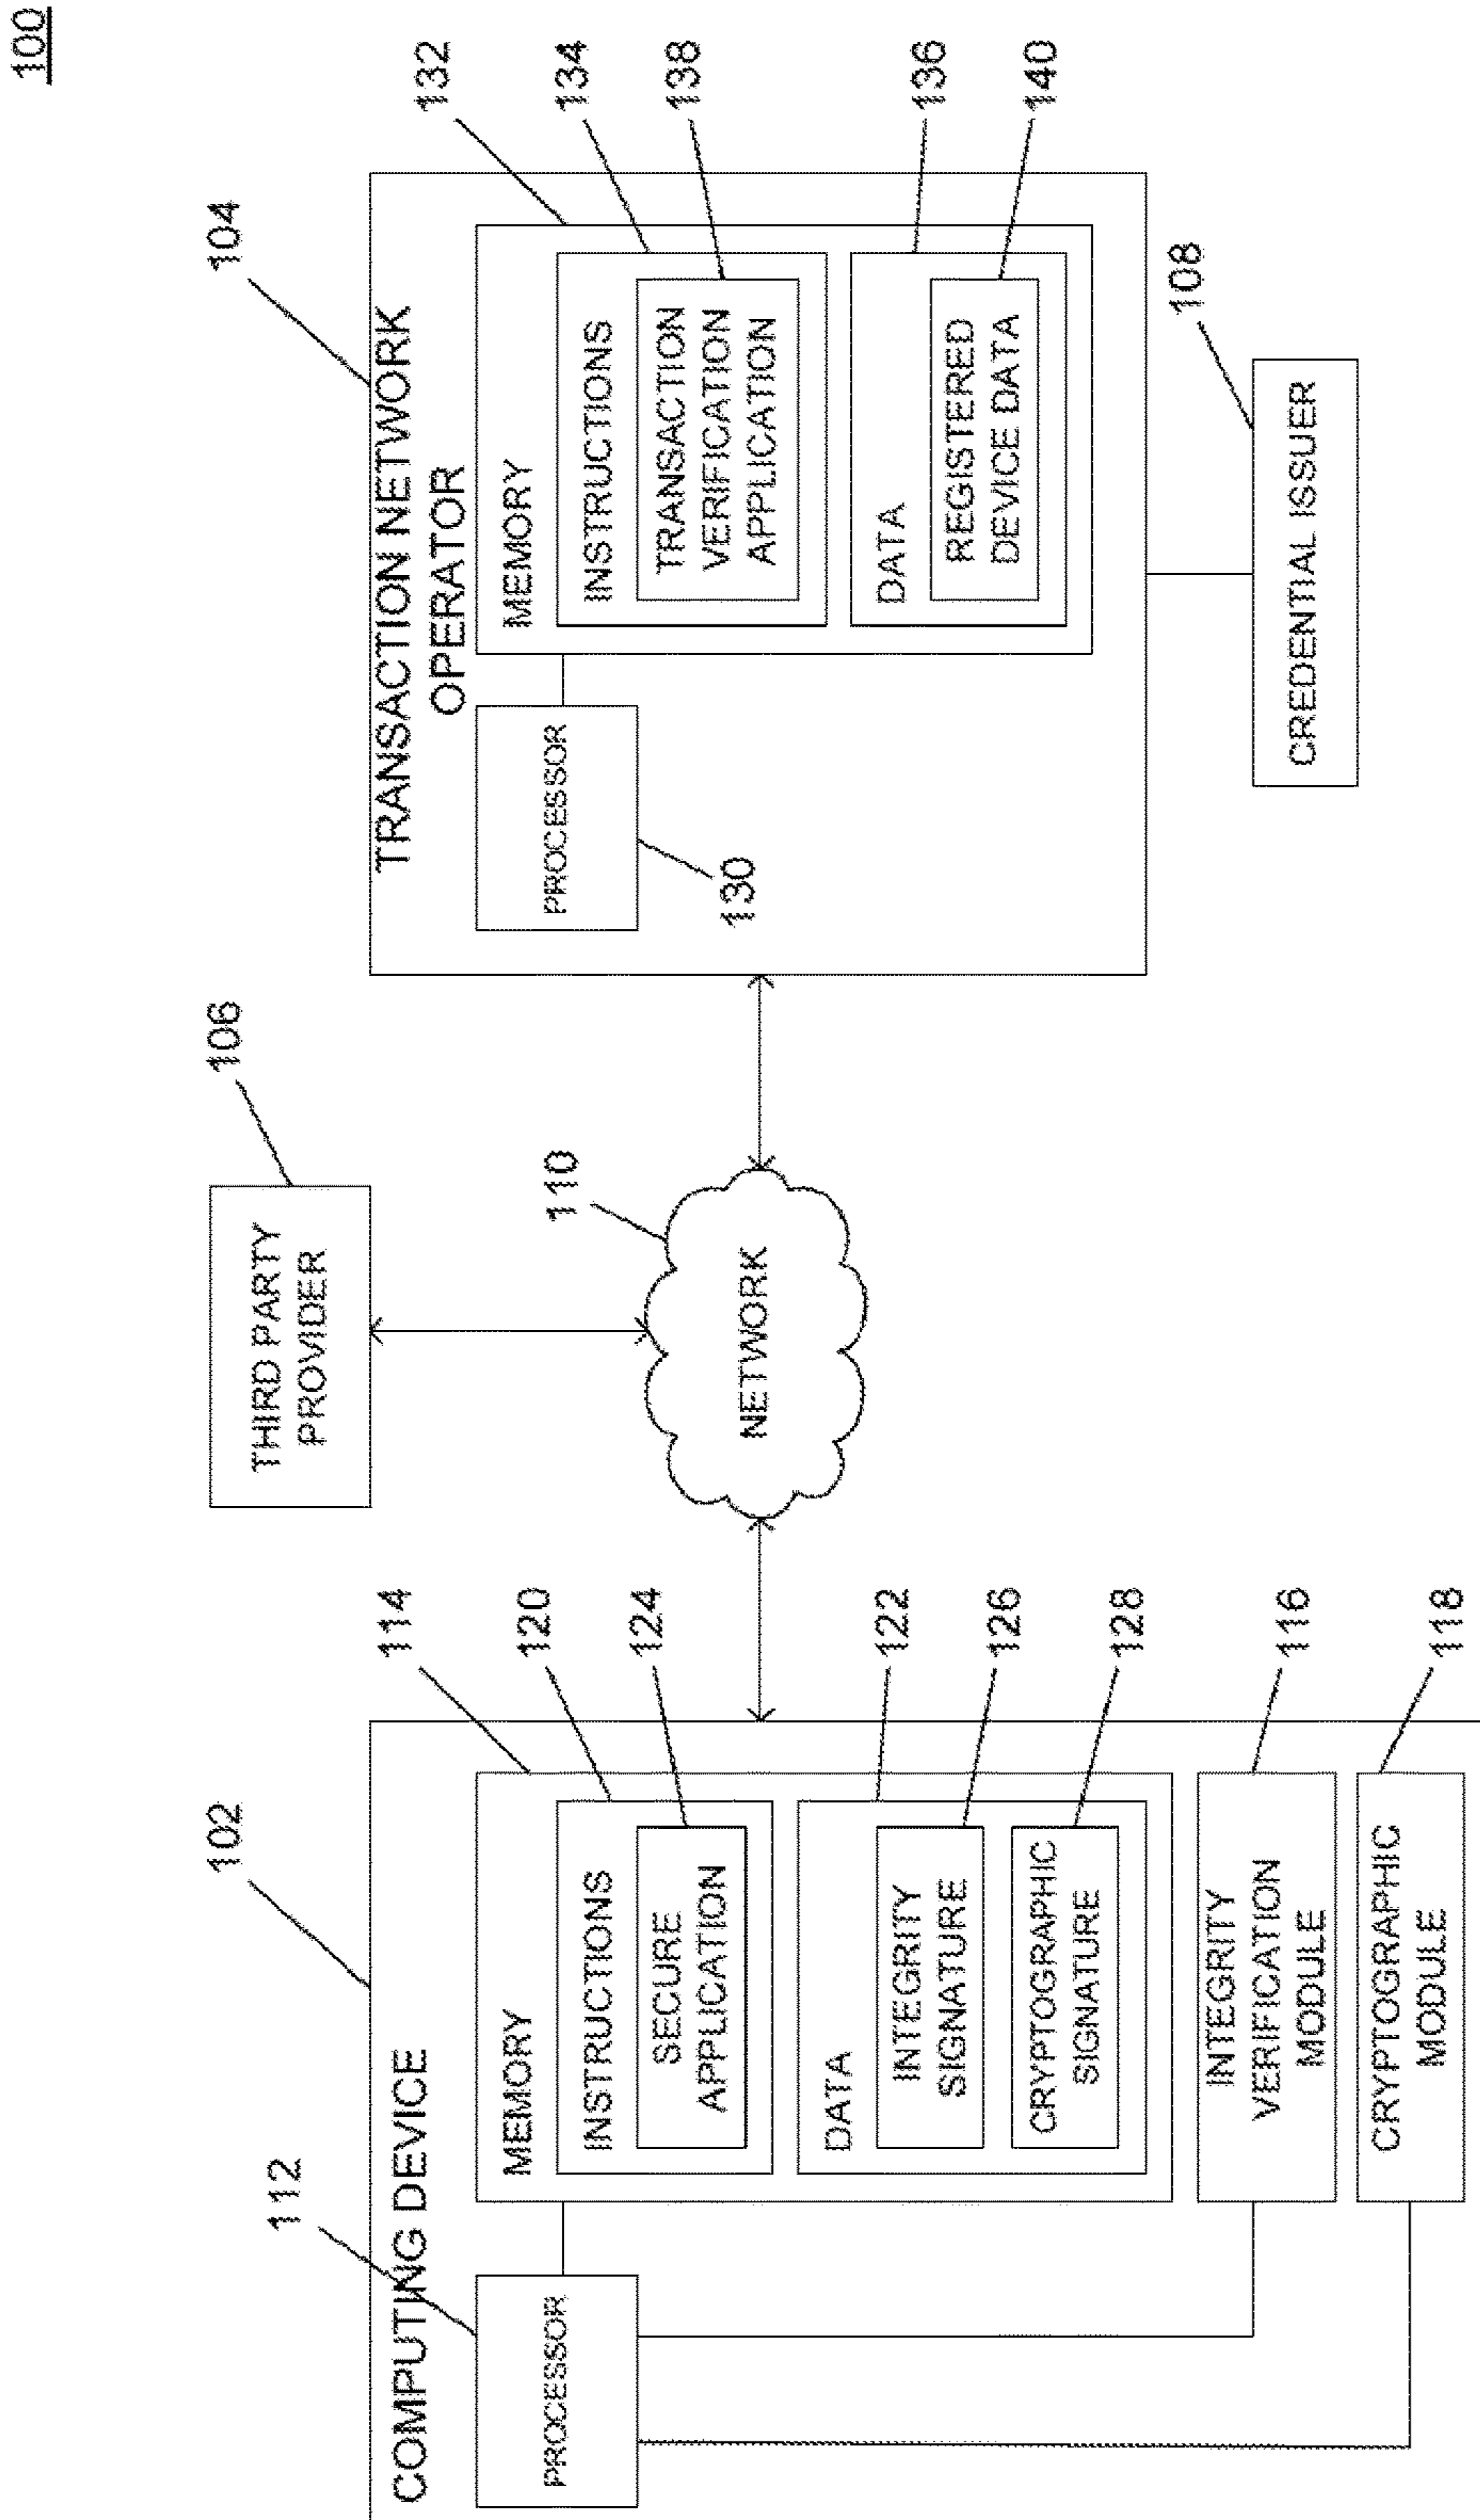 100
102
COMPUTING DEVICE
112
PROCESSOR
MEMORY
114
INSTRUCTIONS
120
SECURE
APPLICATION
124
DATA
122
INTEGRITY
SIGNATURE
126
CRYPTOGRAPHIC
SIGNATURE
128
INTEGRITY
VERIFICATION
MODULE
116
CRYPTOGRAPHIC
MODULE
118
THIRD PARTY
PROVIDER
106
NETWORK
110
104
TRANSACTION NETWORK
OPERATOR
PROCESSOR
130
MEMORY
132
INSTRUCTIONS
134
TRANSACTION
VERIFICATION
APPLICATION
138
DATA
136
REGISTERED
DEVICE DATA
140
CREDENTIAL ISSUER
108